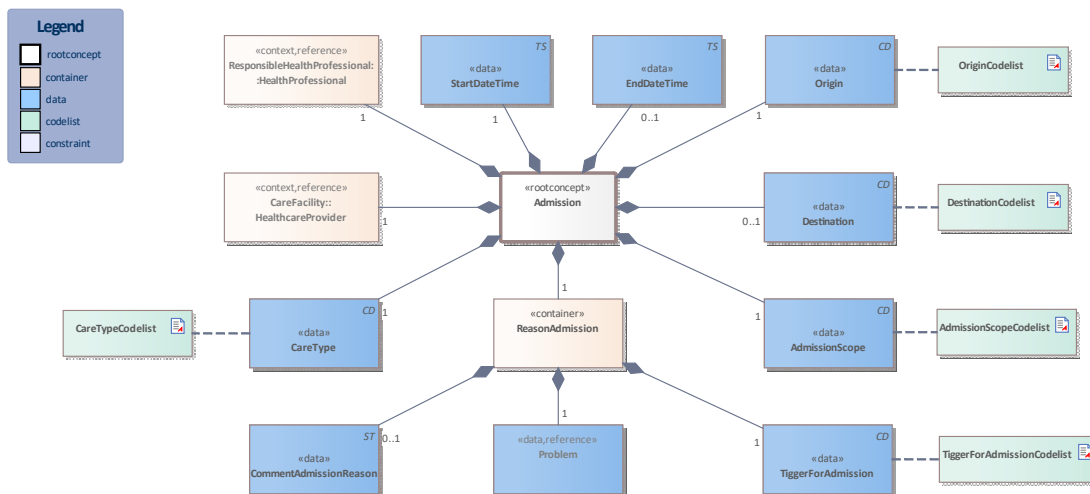 Legend
rootconcept
container
data
codelist
constraint
«context,reference»
ResponsibleHealthProfessional:
:HealthProfessional
1
TS
«data»
StartDateTime
1
TS
«data»
EndDateTime
0..1
CD
«data»
Origin
1
OriginCodelist
«context,reference»
CareFacility::
HealthcareProvider
1
«rootconcept»
Admission
CD
«data»
Destination
0..1
DestinationCodelist
CareTypeCodelist
CD
«data»
CareType
1
1
«container»
ReasonAdmission
CD
«data»
AdmissionScope
1
AdmissionScopeCodelist
ST
«data»
CommentAdmissionReason
0..1
«data,reference»
Problem
1
CD
«data»
TiggerForAdmission
1
TiggerForAdmissionCodelist